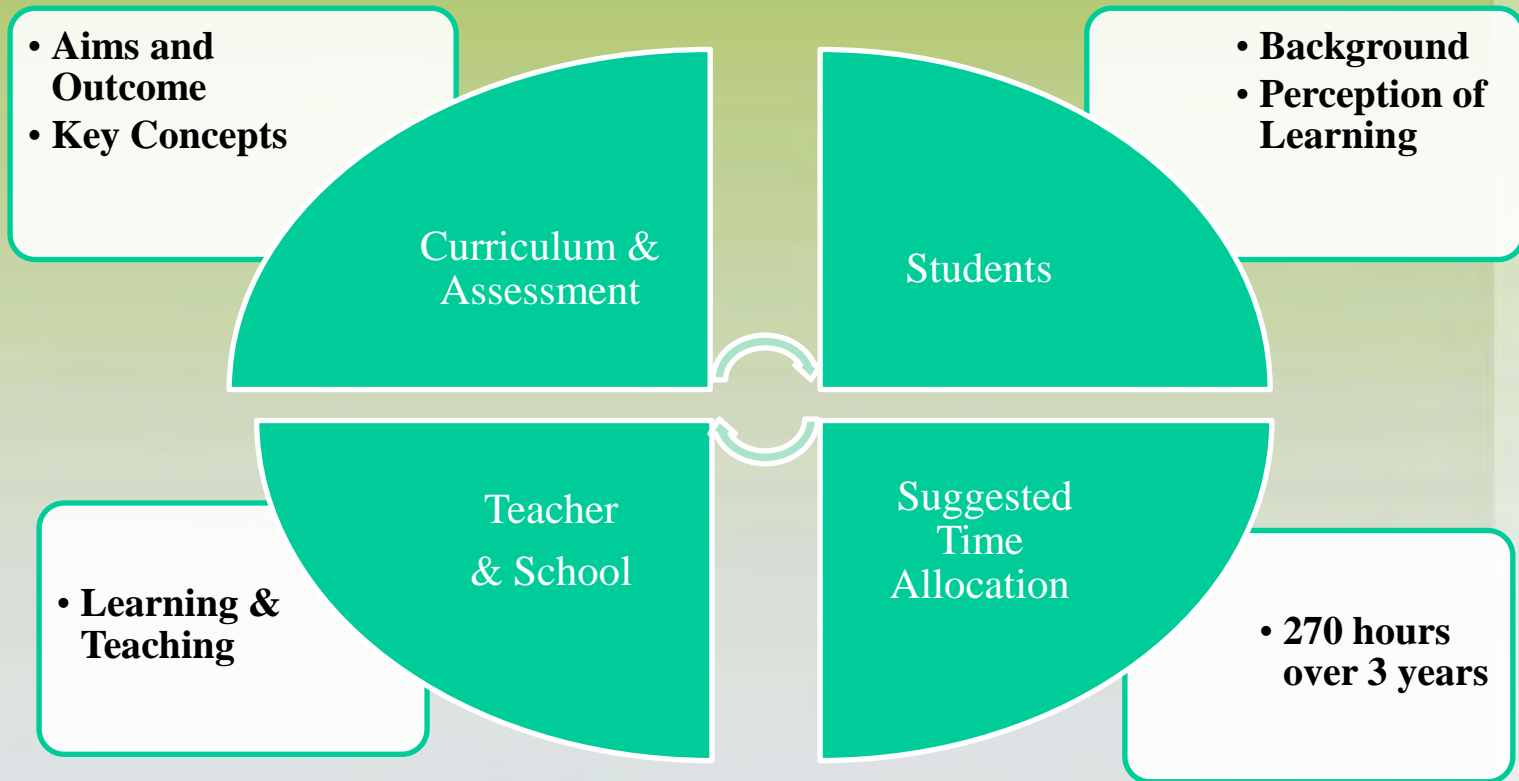 • Aims and
Outcome
• Key Concepts
Curriculum &
Assessment
• Background
• Perception of
Learning
Students
• Learning &
Teaching
Teacher
& School
Suggested
Time
Allocation
• 270 hours
over 3 years